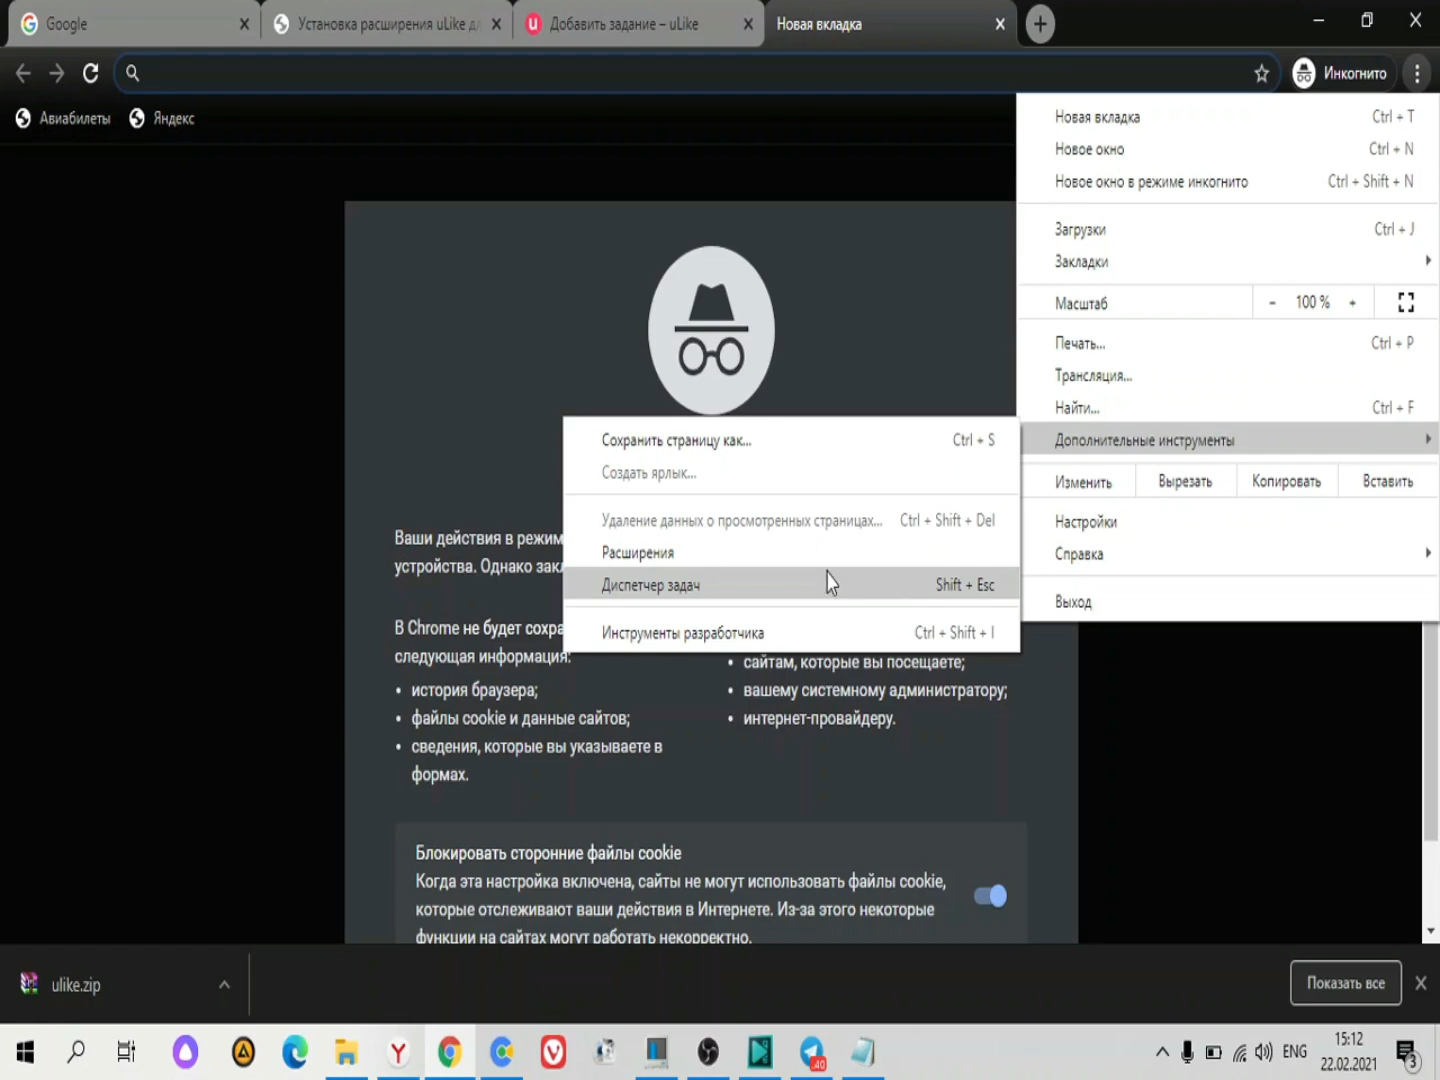 Google
Установка расширения uLike дл
Добавить задание – uLike
Новая вкладка
Инкогнито
Авиабилеты
Яндекс
Новая вкладка Ctrl + T
Новое окно Ctrl + N
Новое окно в режиме инкогнито Ctrl + Shift + N
Загрузки Ctrl + J
Закладки
Масштаб - 100 % +
Печать... Ctrl + P
Трансляция...
Найти... Ctrl + F
Дополнительные инструменты
Изменить Вырезать Копировать Вставить
Настройки
Справка
Выход
Сохранить страницу как... Ctrl + S
Создать ярлык...
Удаление данных о просмотренных страницах... Ctrl + Shift + Del
Расширения
Диспетчер задач Shift + Esc
Инструменты разработчика Ctrl + Shift + I
Ваши действия в режим
устройства. Однако зак
В Chrome не будет сохра
следующая информация:
• история браузера;
• файлы cookie и данные сайтов;
• сведения, которые вы указываете в
формах.
• сайтам, которые вы посещаете;
• вашему системному администратору;
• интернет-провайдеру.
Блокировать сторонние файлы cookie
Когда эта настройка включена, сайты не могут использовать файлы cookie,
которые отслеживают ваши действия в Интернете. Из-за этого некоторые
функции на сайтах могут работать некорректно.
ulike.zip
Показать все
40
ENG
15:12
22.02.2021
3